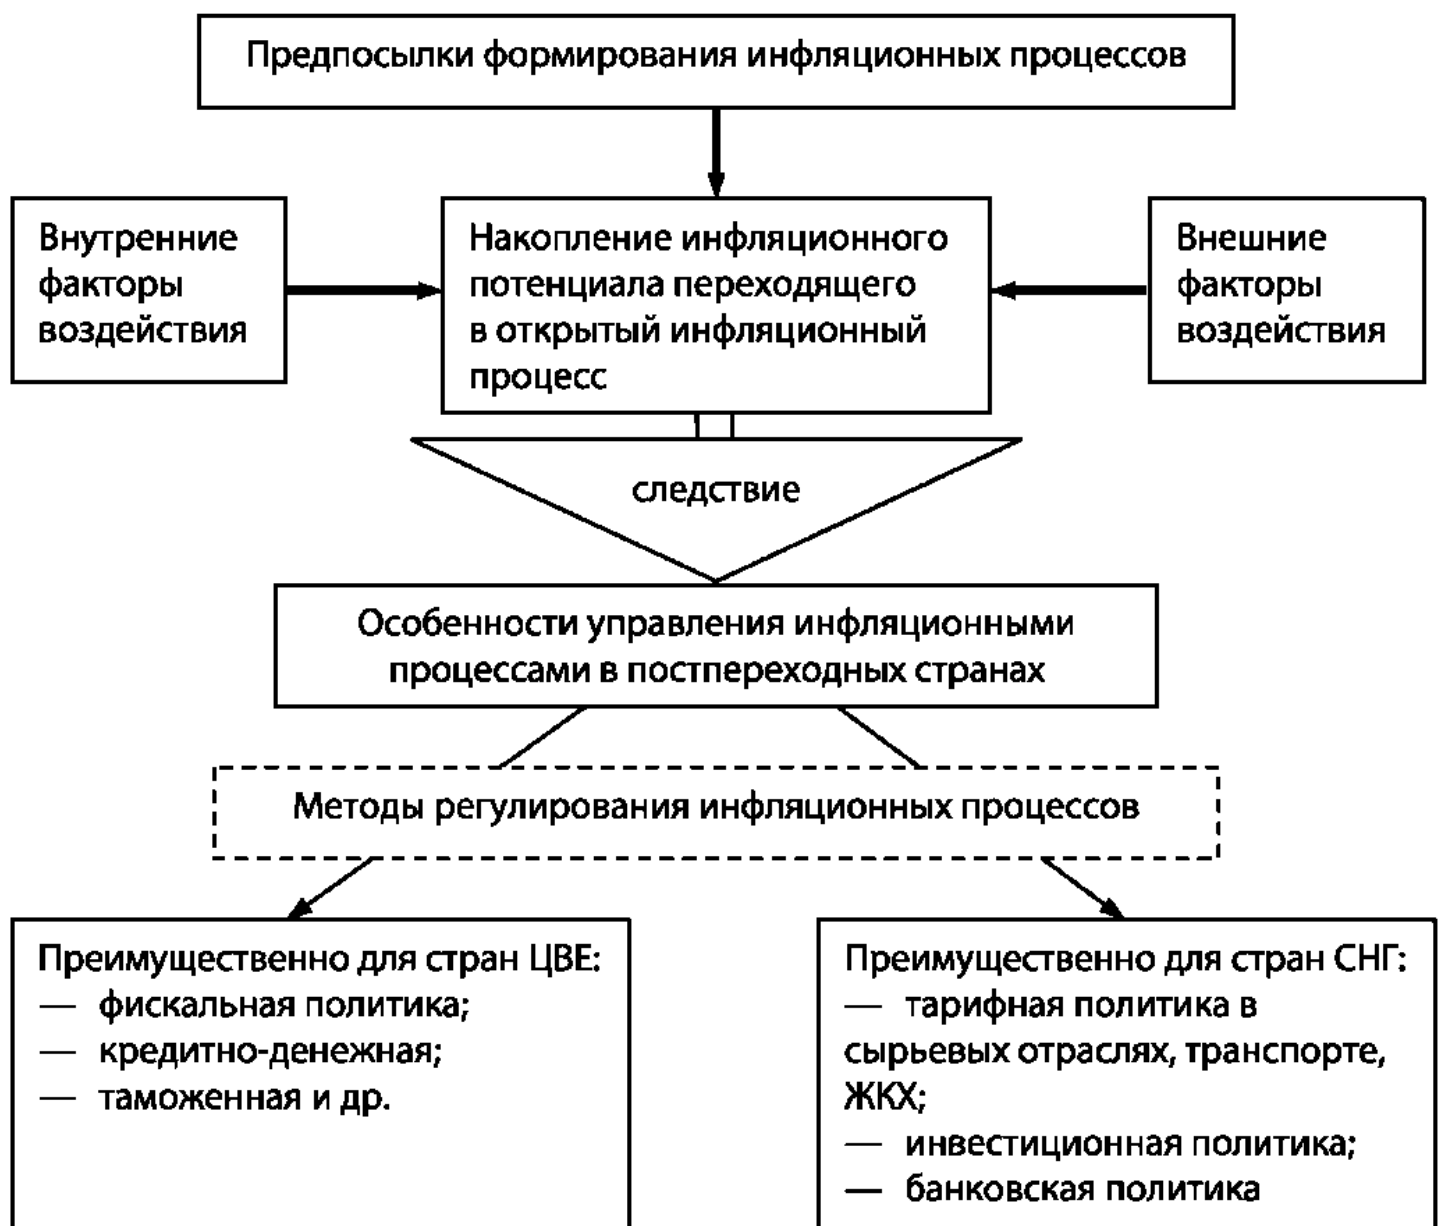 Предпосылки формирования инфляционных процессов
Внутренние
факторы
воздействия
Накопление инфляционного
потенциала переходящего
в открытый инфляционный
процесс
Внешние
факторы
воздействия
следствие
Особенности управления инфляционными
процессами в постпереходных странах
Методы регулирования инфляционных процессов
Преимущественно для стран ЦВЕ:
— фискальная политика;
— кредитно-денежная;
— таможенная и др.
Преимущественно для стран СНГ:
— тарифная политика в
сырьевых отраслях, транспорте,
ЖКХ;
— инвестиционная политика;
— банковская политика